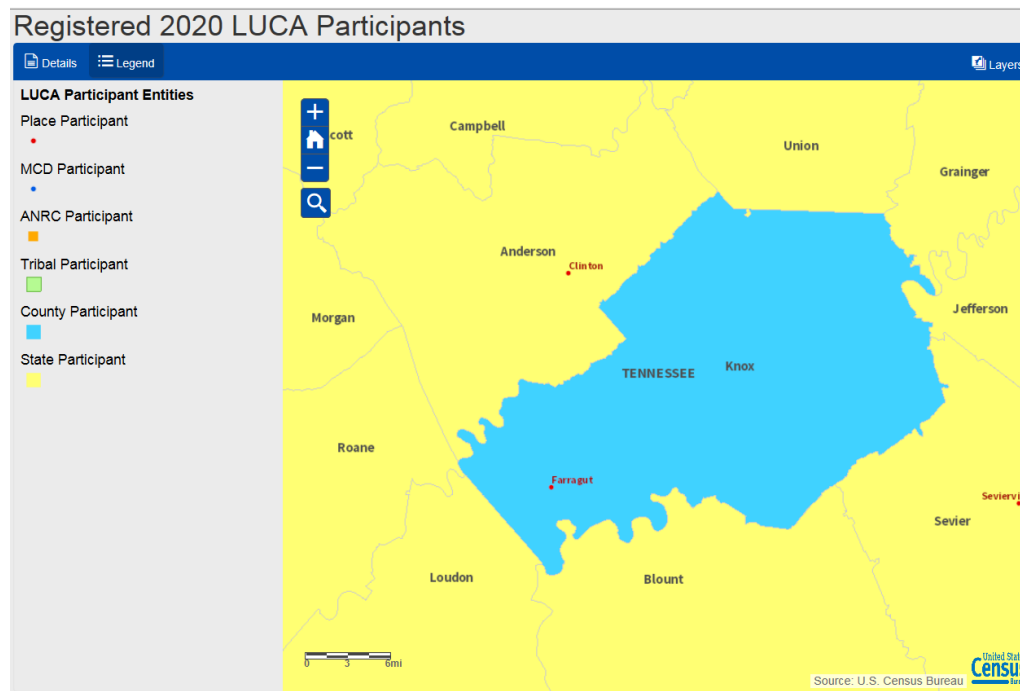 Registered 2020 LUCA Participants
Details
Legend
Layers
LUCA Participant Entities
Place Participant
MCD Participant
ANRC Participant
Tribal Participant
County Participant
State Participant
+
−
cott
Campbell
Union
Grainger
Anderson
Clinton
Jefferson
Morgan
TENNESSEE
Knox
Roane
Farragut
Seviervi
Sevier
Loudon
Blount
0 3 6mi
Source: U.S. Census Bureau
United Stat
Census